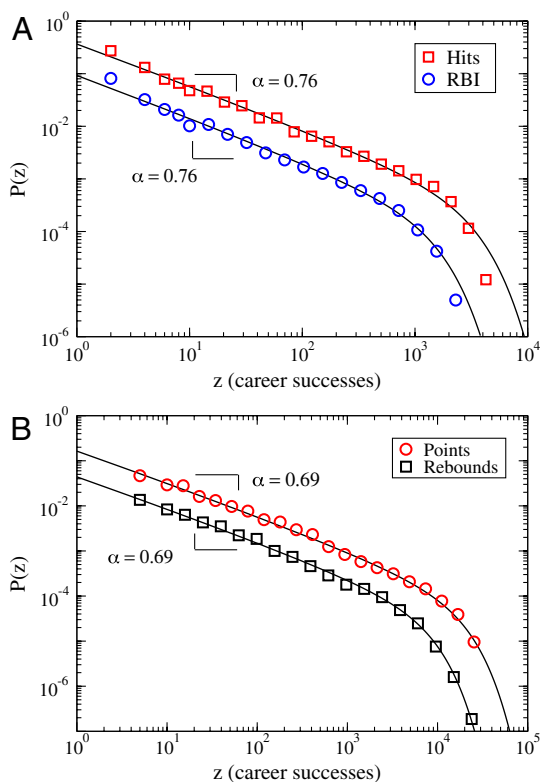 A
10^0
10^-2
10^-4
10^-6
P(z)
α = 0.76
α = 0.76
Hits
RBI
10^0
10^1
10^2
10^3
10^4
z (career successes)
B
10^0
10^-2
10^-4
10^-6
P(z)
α = 0.69
α = 0.69
Points
Rebounds
10^0
10^1
10^2
10^3
10^4
10^5
z (career successes)